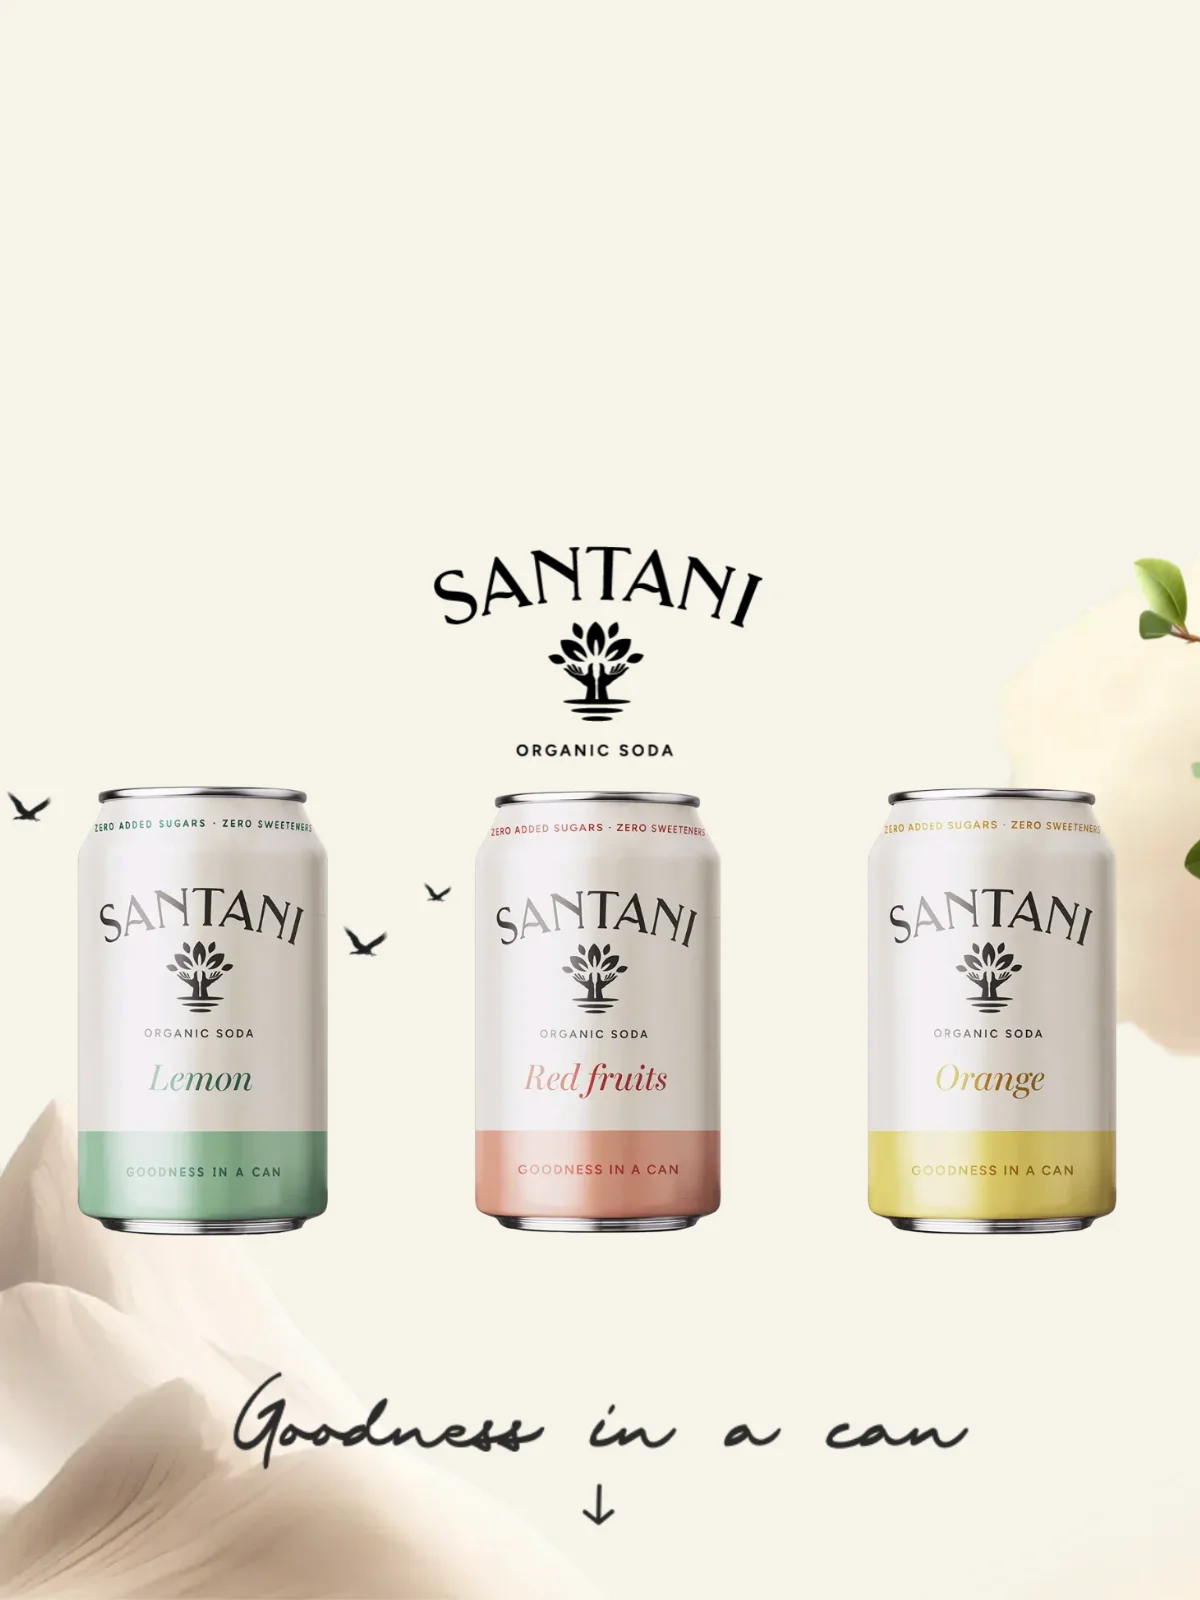 SANTANI
ORGANIC SODA
ZERO ADDED SUGARS · ZERO SWEETENERS
SANTANI
ORGANIC SODA
Lemon
GOODNESS IN A CAN
ZERO ADDED SUGARS · ZERO SWEETENERS
SANTANI
ORGANIC SODA
Red fruits
GOODNESS IN A CAN
ZERO ADDED SUGARS · ZERO SWEETENERS
SANTANI
ORGANIC SODA
Orange
GOODNESS IN A CAN
Goodness in a can
↓